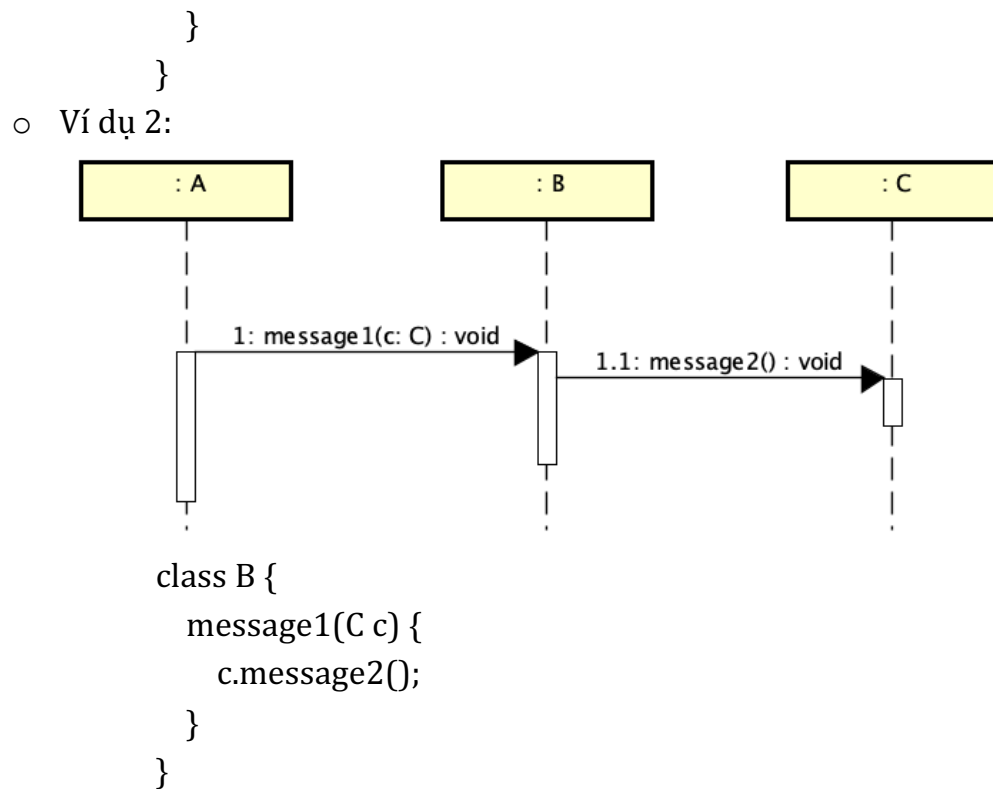 }
}
o Ví dụ 2:
: A : B : C
1: message1(c: C) : void
1.1: message2() : void
class B {
message1(C c) {
c.message2();
}
}